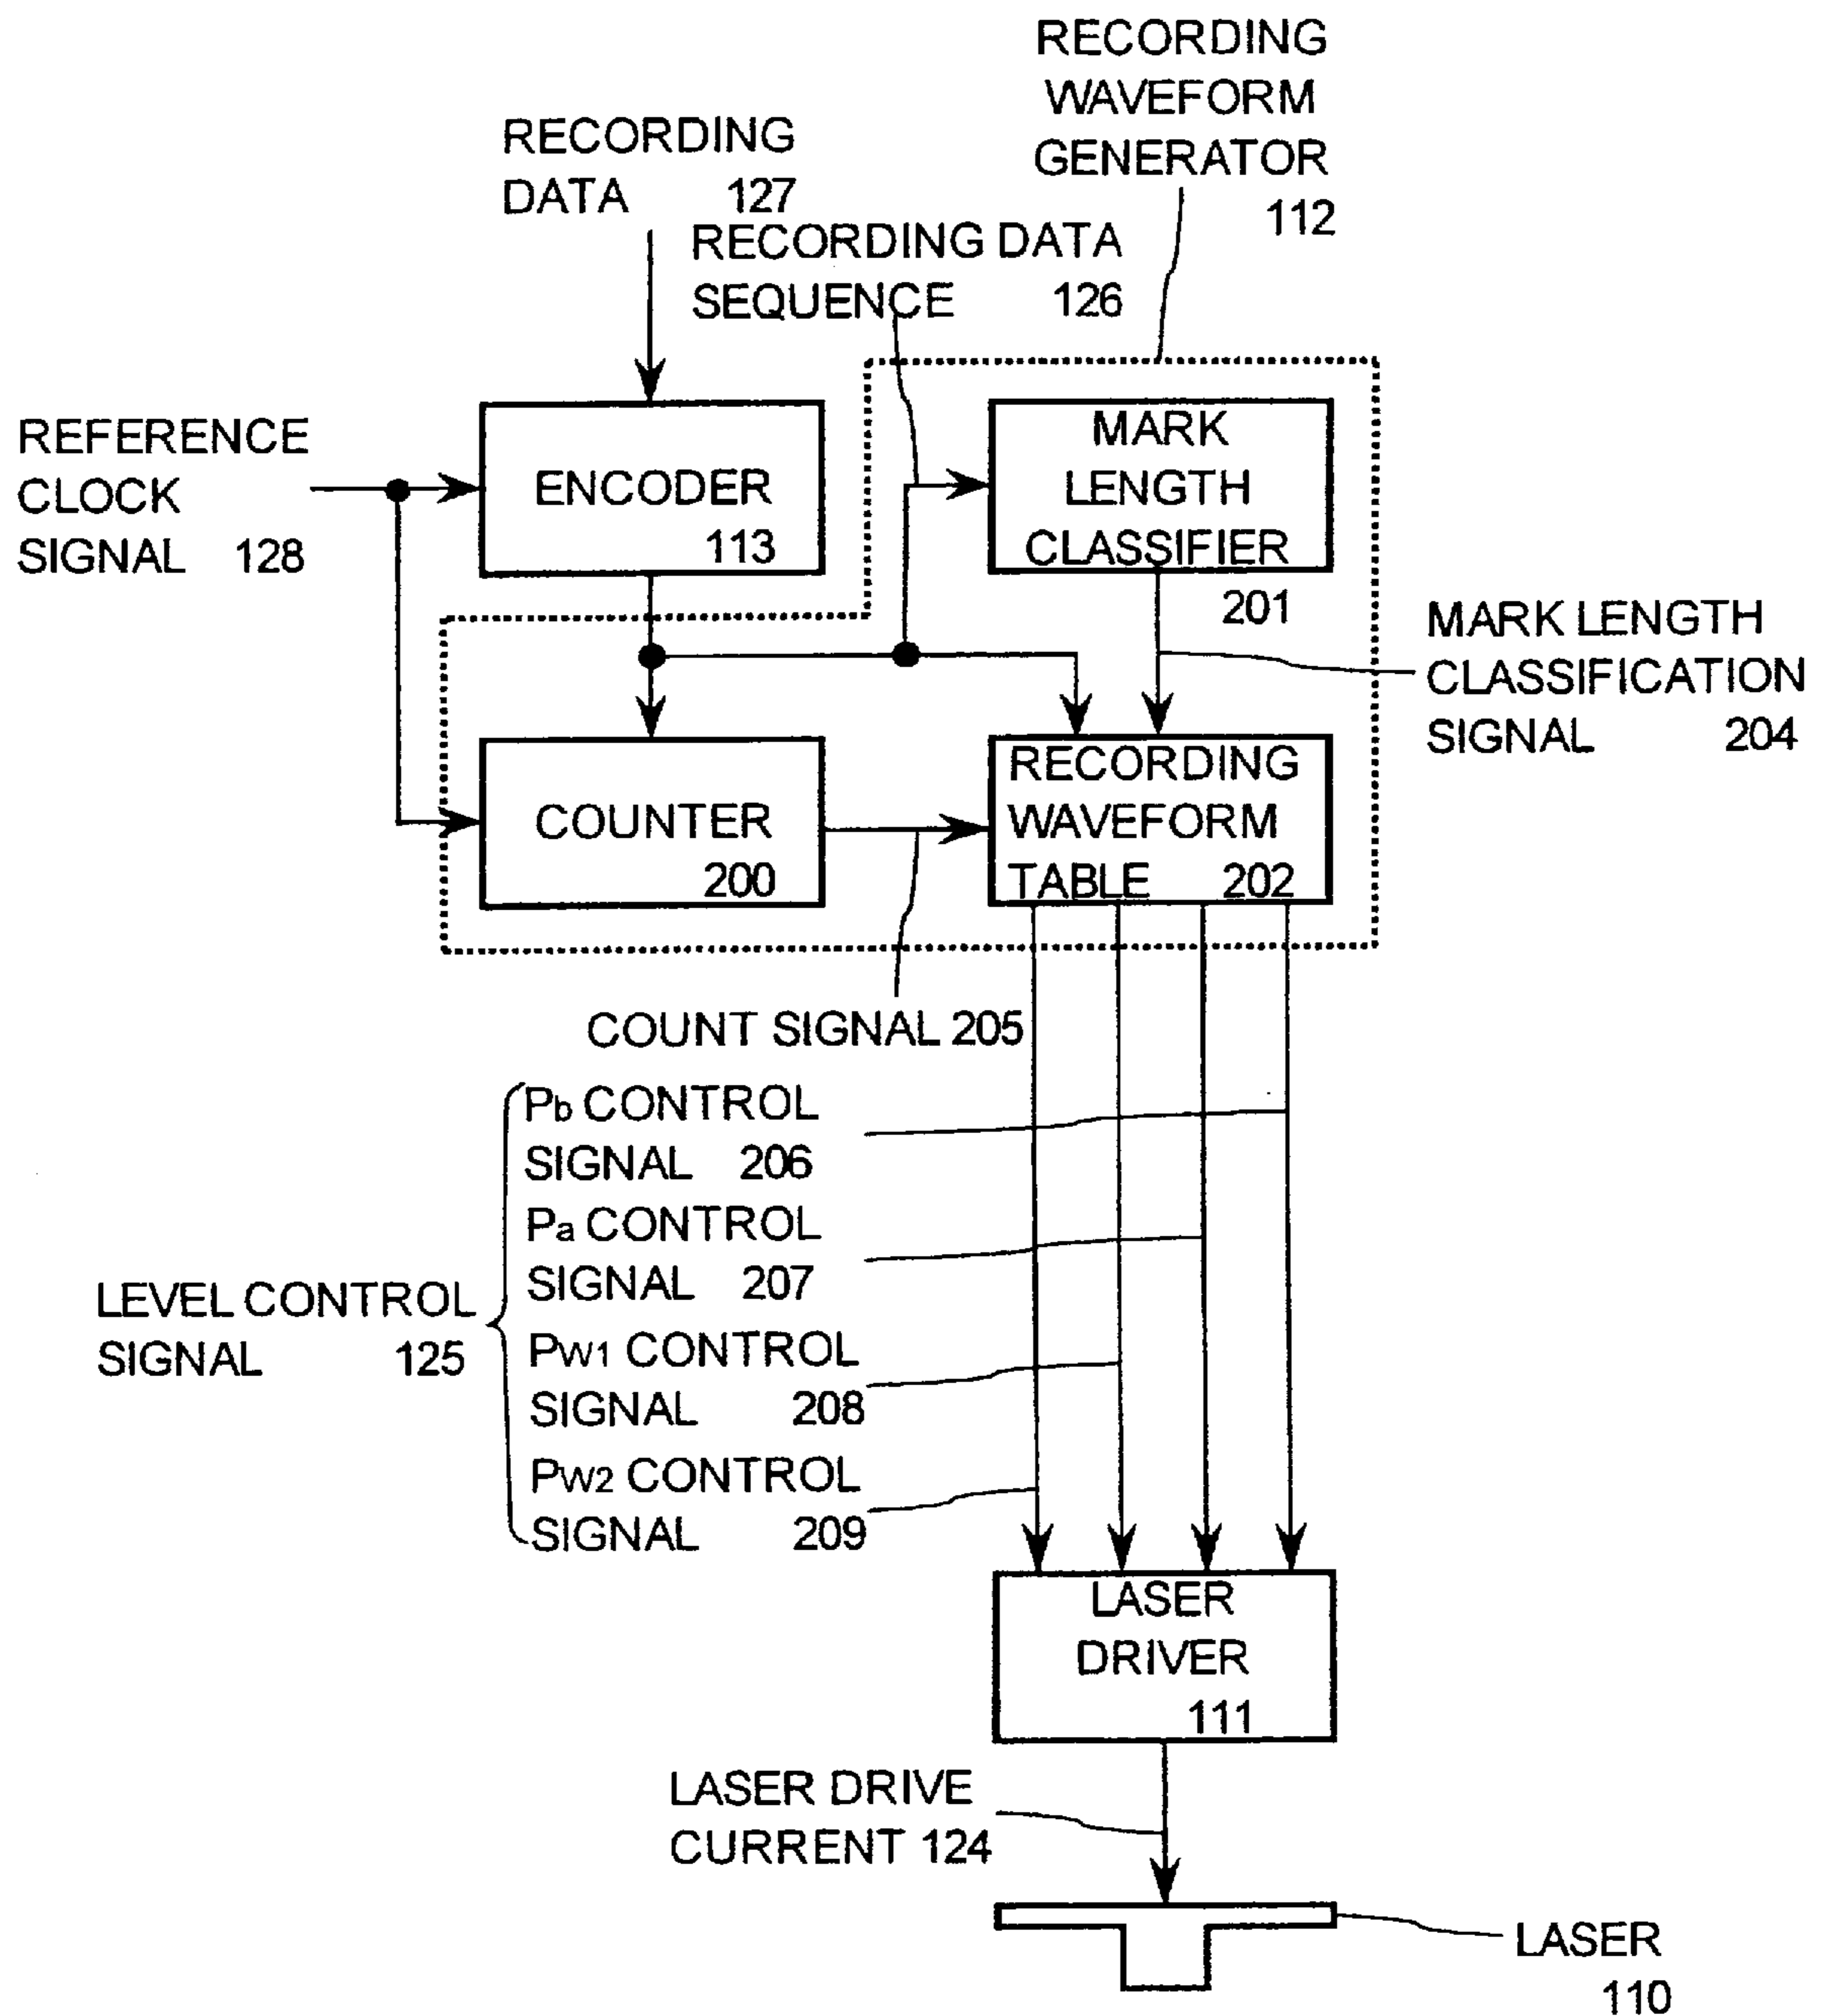 RECORDING
WAVEFORM
GENERATOR
112
RECORDING
DATA 127
RECORDING DATA
SEQUENCE 126
REFERENCE
CLOCK
SIGNAL 128
ENCODER
113
MARK
LENGTH
CLASSIFIER
201
MARK LENGTH
CLASSIFICATION
SIGNAL 204
COUNTER
200
RECORDING
WAVEFORM
TABLE 202
COUNT SIGNAL 205
LEVEL CONTROL
SIGNAL 125
Pb CONTROL
SIGNAL 206
Pa CONTROL
SIGNAL 207
PW1 CONTROL
SIGNAL 208
PW2 CONTROL
SIGNAL 209
LASER
DRIVER
111
LASER DRIVE
CURRENT 124
LASER
110